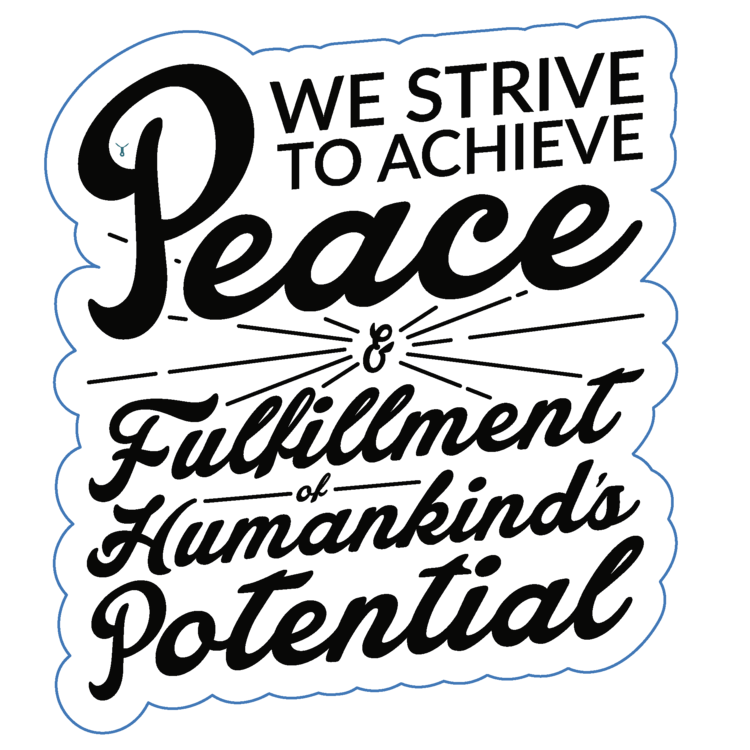 WE STRIVE
TO ACHIEVE
Peace
&
Fulfillment
of
Humankind's
Potential